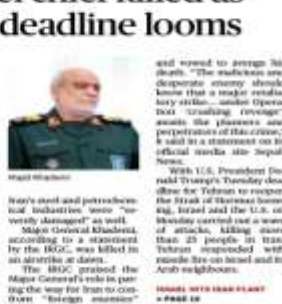 chief killed as
deadline looms
Majid Khademi
Iran's steel and petrochem-
ical industries were "se-
verely damaged" as well.
Major General Khademi,
according to a statement
by the IRGC, was killed in
an airstrike at dawn.
The IRGC praised the
Major General's role in pav-
ing the way for Iran to con-
front "foreign enemies"
and vowed to avenge his
death. "The malicious and
desperate enemy should
know that a major retalia-
tory strike... under Opera-
tion 'crushing revenge'
awaits the planners and
perpetrators of this crime,"
it said in a statement on its
official media site Sepah
News.
With U.S. President Do-
nald Trump's Tuesday dea-
dline for Tehran to reopen
the Strait of Hormuz loom-
ing, Israel and the U.S. on
Monday carried out a wave
of attacks, killing more
than 25 people in Iran.
Tehran responded with
missile fire on Israel and its
Arab neighbours.
ISRAEL HITS IRAN PLANT
» PAGE 15